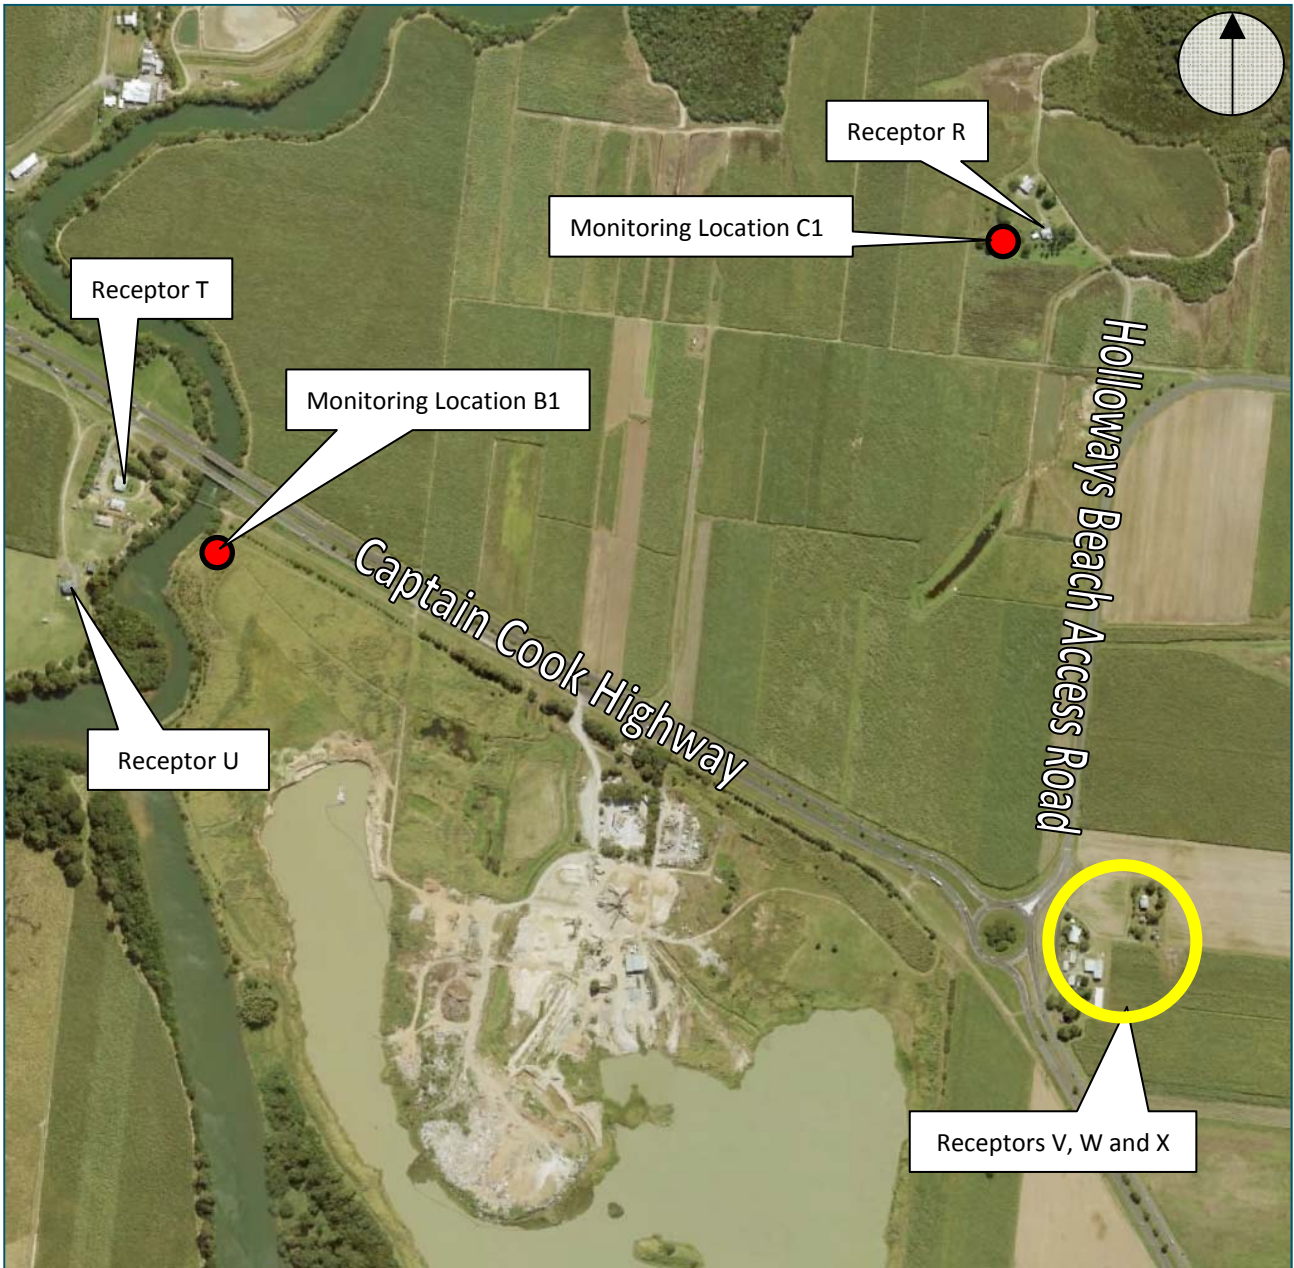 Receptor R
Monitoring Location C1
Receptor T
Monitoring Location B1
Holloways Beach Access Road
Captain Cook Highway
Receptor U
Receptors V, W and X